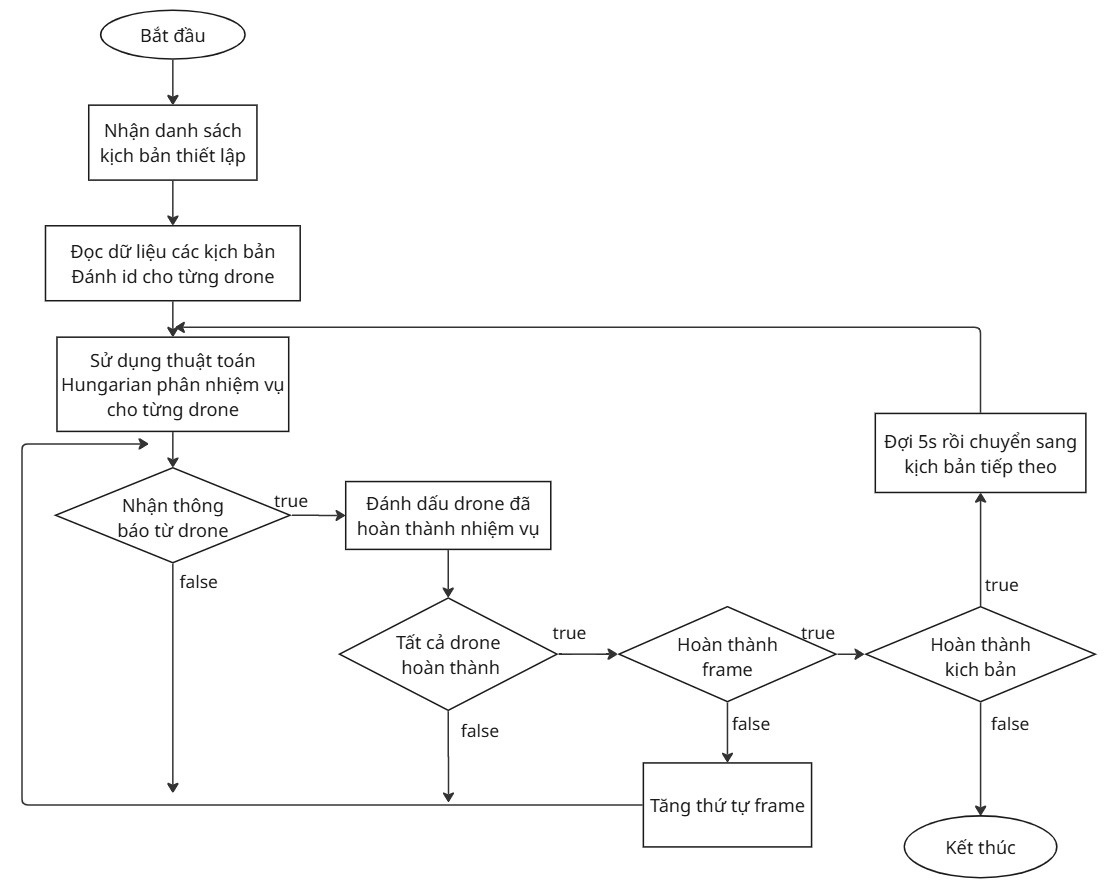 Bắt đầu
Nhận danh sách
kịch bản thiết lập
Đọc dữ liệu các kịch bản
Đánh id cho từng drone
Sử dụng thuật toán
Hungarian phân nhiệm vụ
cho từng drone
Nhận thông
báo từ drone
true
false
Đánh dấu drone đã
hoàn thành nhiệm vụ
Tất cả drone
hoàn thành
true
false
Hoàn thành
frame
true
false
Tăng thứ tự frame
Hoàn thành
kich bản
true
false
Đợi 5s rồi chuyển sang
kịch bản tiếp theo
Kết thúc